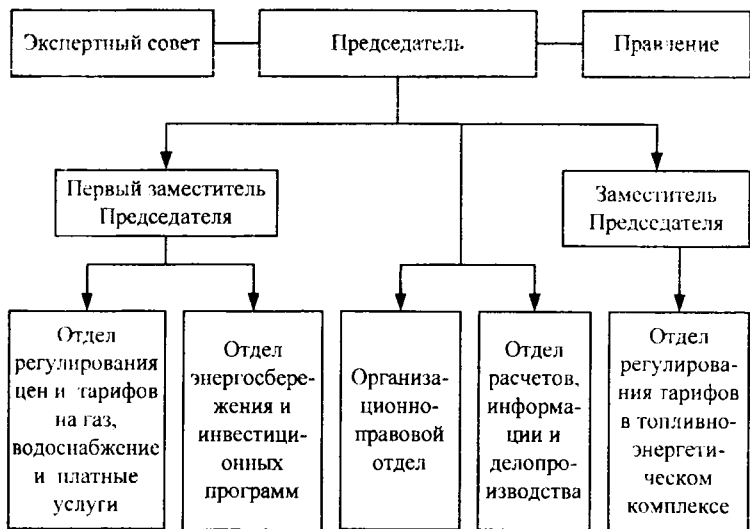 Экспертный совет
Председатель
Правление
Первый заместитель
Председателя
Заместитель
Председателя
Отдел
регулирования
цен и тарифов
на газ,
водоснабжение
и платные
услуги
Отдел
энергосбере-
жения и
инвестици-
онных
программ
Организа-
ционно-
правовой
отдел
Отдел
расчетов,
информа-
ции и
делопро-
изводства
Отдел
регулирова-
ния тарифов
в топливно-
энергети-
ческом
комплексе